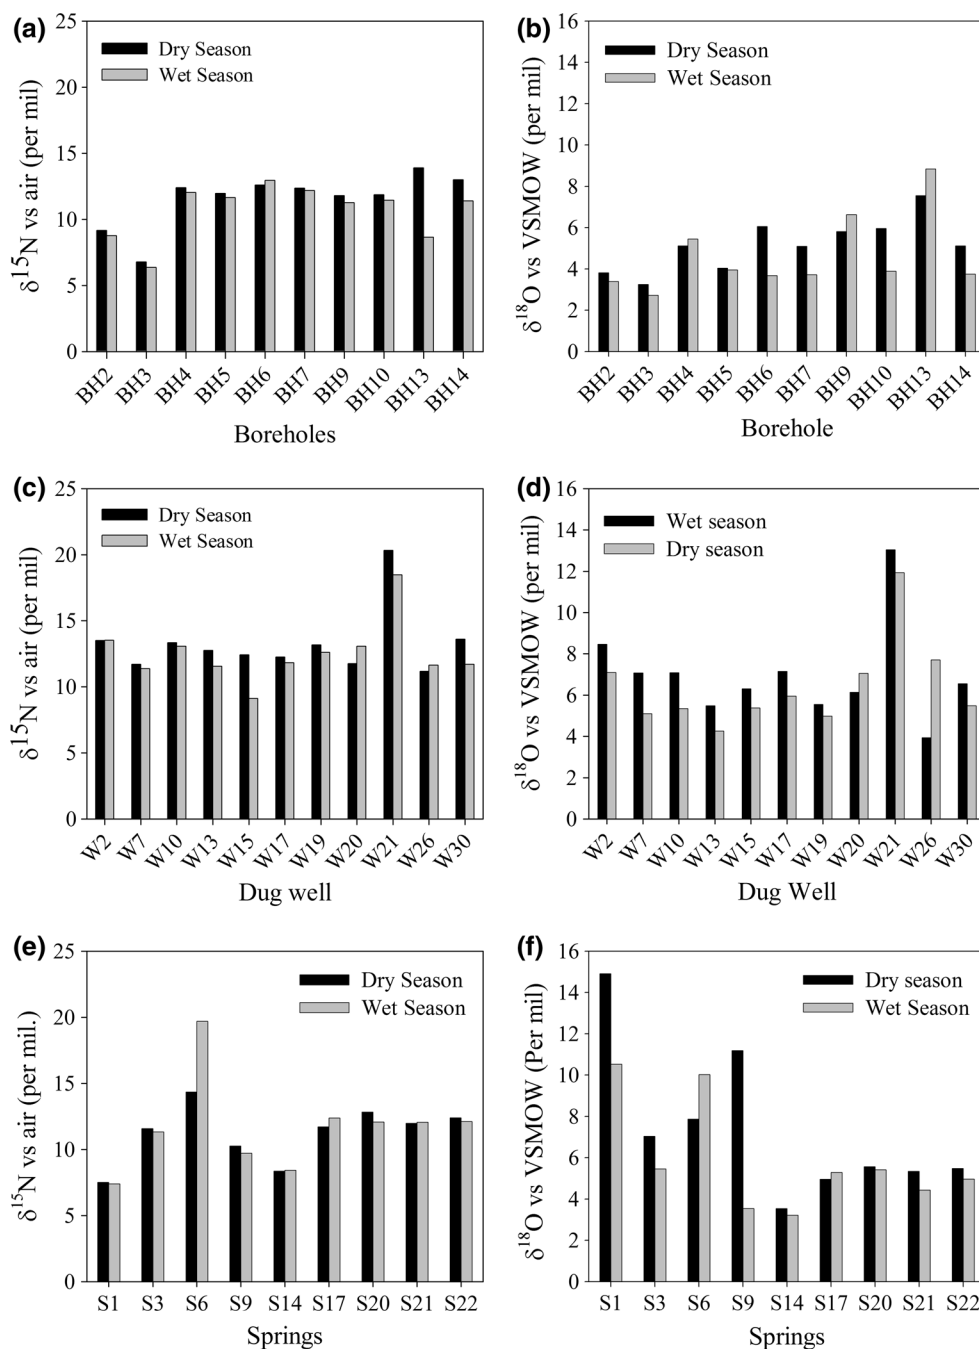 (a)
25
20
15
10
5
0
δ15N vs air (per mil)
Dry Season
Wet Season
BH2 BH3 BH4 BH5 BH6 BH7 BH9 BH10 BH13 BH14
Boreholes
(b)
16
14
12
10
8
6
4
2
0
δ18O vs VSMOW (per mil)
Dry Season
Wet Season
BH2 BH3 BH4 BH5 BH6 BH7 BH9 BH10 BH13 BH14
Borehole
(c)
25
20
15
10
5
0
δ15N vs air (per mil)
Dry Season
Wet Season
W2 W7 W10 W13 W15 W17 W19 W20 W21 W26 W30
Dug well
(d)
16
14
12
10
8
6
4
2
0
δ18O vs VSMOW (per mil)
Wet season
Dry season
W2 W7 W10 W13 W15 W17 W19 W20 W21 W26 W30
Dug Well
(e)
25
20
15
10
5
0
δ15N vs air (per mil.)
Dry Season
Wet Season
S1 S3 S6 S9 S14 S17 S20 S21 S22
Springs
(f)
16
14
12
10
8
6
4
2
0
δ18O vs VSMOW (Per mil)
Dry season
Wet Season
S1 S3 S6 S9 S14 S17 S20 S21 S22
Springs